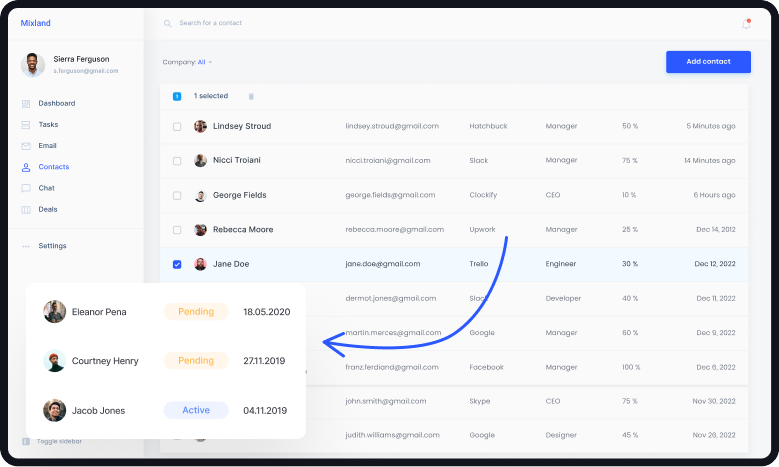 Mixland
Search for a contact
Sierra Ferguson
s.ferguson@gmail.com
Company: All
Add contact
1 selected
Dashboard
Tasks
Email
Contacts
Chat
Deals
Settings
Toggle sidebar
Lindsey Stroud lindsey.stroud@gmail.com Hatchbuck Manager 50 % 5 Minutes ago
Nicci Troiani nicci.troiani@gmail.com Slack Manager 75 % 14 Minutes ago
George Fields george.fields@gmail.com Clockify CEO 10 % 6 Hours ago
Rebecca Moore rebecca.moore@gmail.com Upwork Manager 25 % Dec 14, 2012
Jane Doe jane.doe@gmail.com Trello Engineer 30 % Dec 12, 2022
dermot.jones@gmail.com Slack Developer 40 % Dec 11, 2022
martin.merces@gmail.com Google Manager 60 % Dec 9, 2022
franz.ferdiand@gmail.com Facebook Manager 100 % Dec 6, 2022
john.smith@gmail.com Skype CEO 75 % Nov 30, 2022
judith.williams@gmail.com Google Designer 45 % Nov 26, 2022
Eleanor Pena Pending 18.05.2020
Courtney Henry Pending 27.11.2019
Jacob Jones Active 04.11.2019